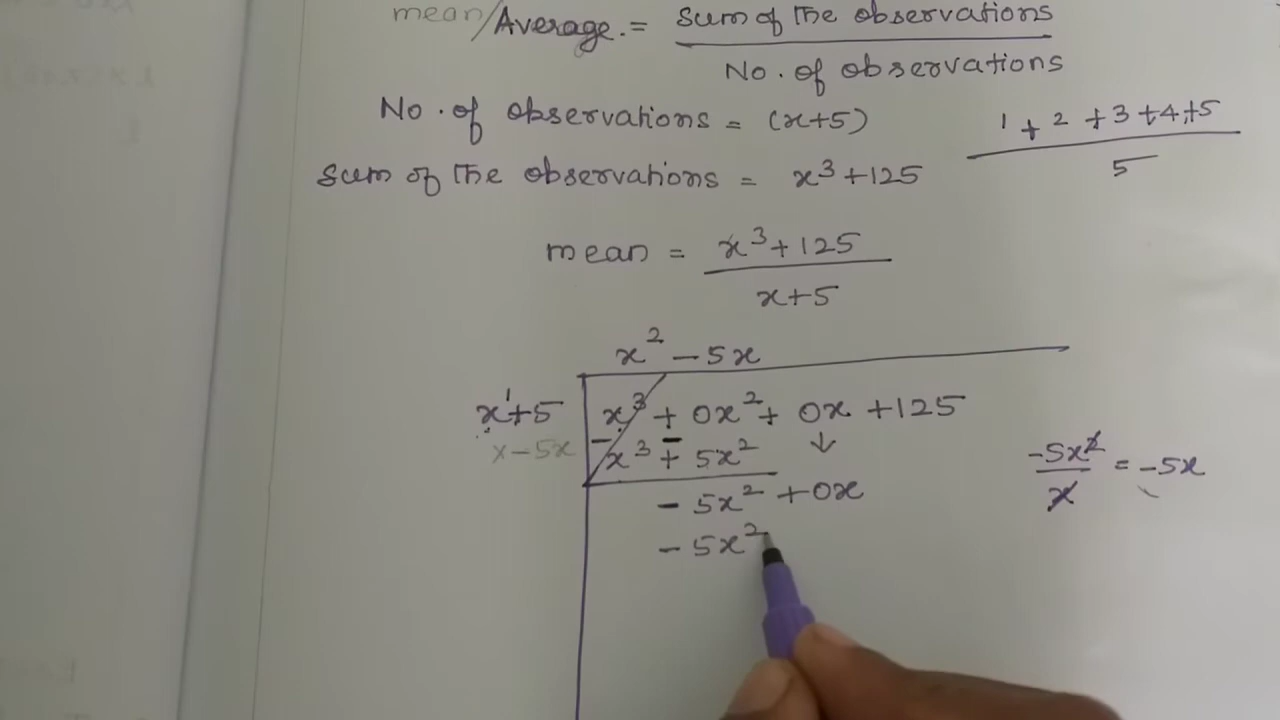 mean/Average. = Sum of the observations
No. of observations
No. of observations = (x+5)
1 + 2 + 3 + 4 + 5
5
Sum of the observations = x³ + 125
mean = x³ + 125
x + 5
x² - 5x
x¹+5
x³ + 0x² + 0x + 125
x - 5x
- x³ + 5x²
-
↓
-5x² / x = -5x
- 5x² + 0x
- 5x²